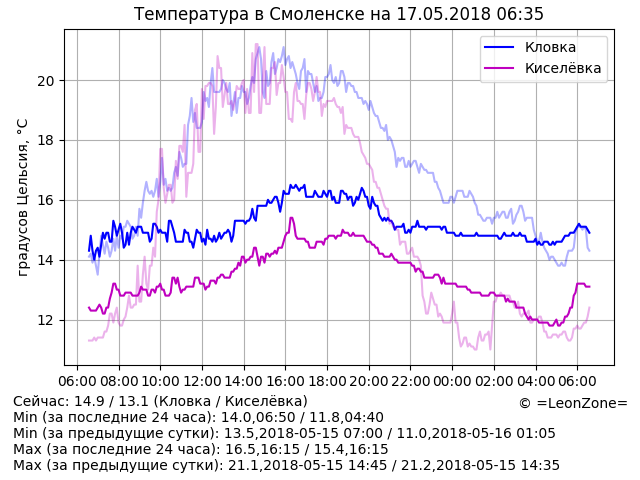 Температура в Смоленске на 17.05.2018 06:35
Кловка
Киселёвка
градусов Цельсия, °C
20
18
16
14
12
06:00 08:00 10:00 12:00 14:00 16:00 18:00 20:00 22:00 00:00 02:00 04:00 06:00
Сейчас: 14.9 / 13.1 (Кловка / Киселёвка)
© =LeonZone=
Min (за последние 24 часа): 14.0,06:50 / 11.8,04:40
Min (за предыдущие сутки): 13.5,2018-05-15 07:00 / 11.0,2018-05-16 01:05
Max (за последние 24 часа): 16.5,16:15 / 15.4,16:15
Max (за предыдущие сутки): 21.1,2018-05-15 14:45 / 21.2,2018-05-15 14:35